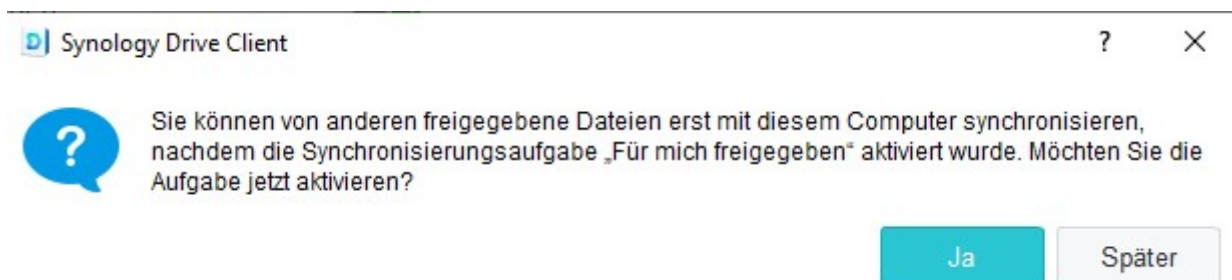 Synology Drive Client
Sie können von anderen freigegebene Dateien erst mit diesem Computer synchronisieren,
nachdem die Synchronisierungsaufgabe „Für mich freigegeben“ aktiviert wurde. Möchten Sie die
Aufgabe jetzt aktivieren?
Ja Später